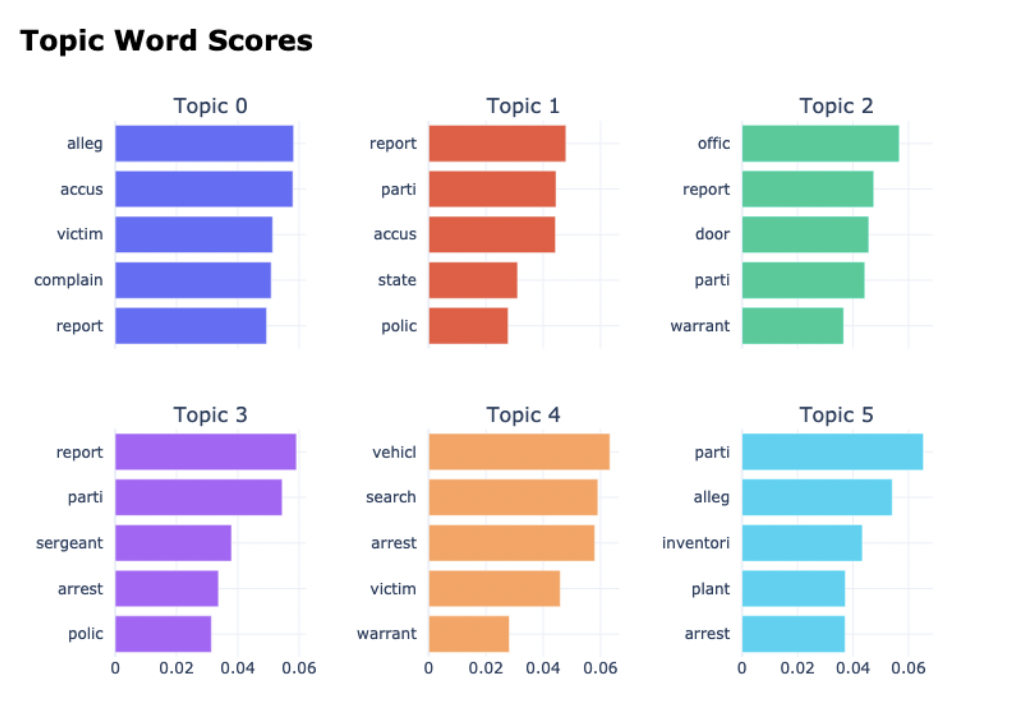 Topic Word Scores
Topic 0
alleg
accus
victim
complain
report
Topic 1
report
parti
accus
state
polic
Topic 2
offic
report
door
parti
warrant
Topic 3
report
parti
sergeant
arrest
polic
0 0.02 0.04 0.06
Topic 4
vehicl
search
arrest
victim
warrant
0 0.02 0.04 0.06
Topic 5
parti
alleg
inventori
plant
arrest
0 0.02 0.04 0.06